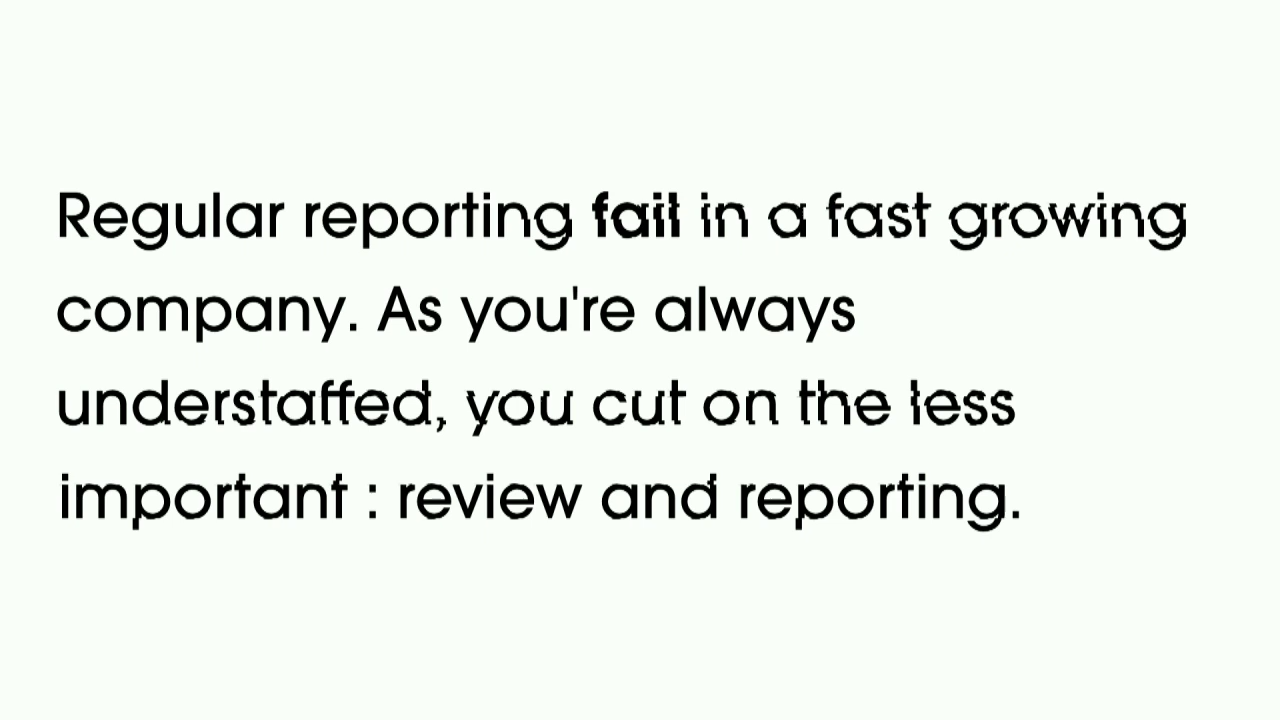 Regular reporting fail in a fast growing
company. As you're always
understaffed, you cut on the less
important : review and reporting.